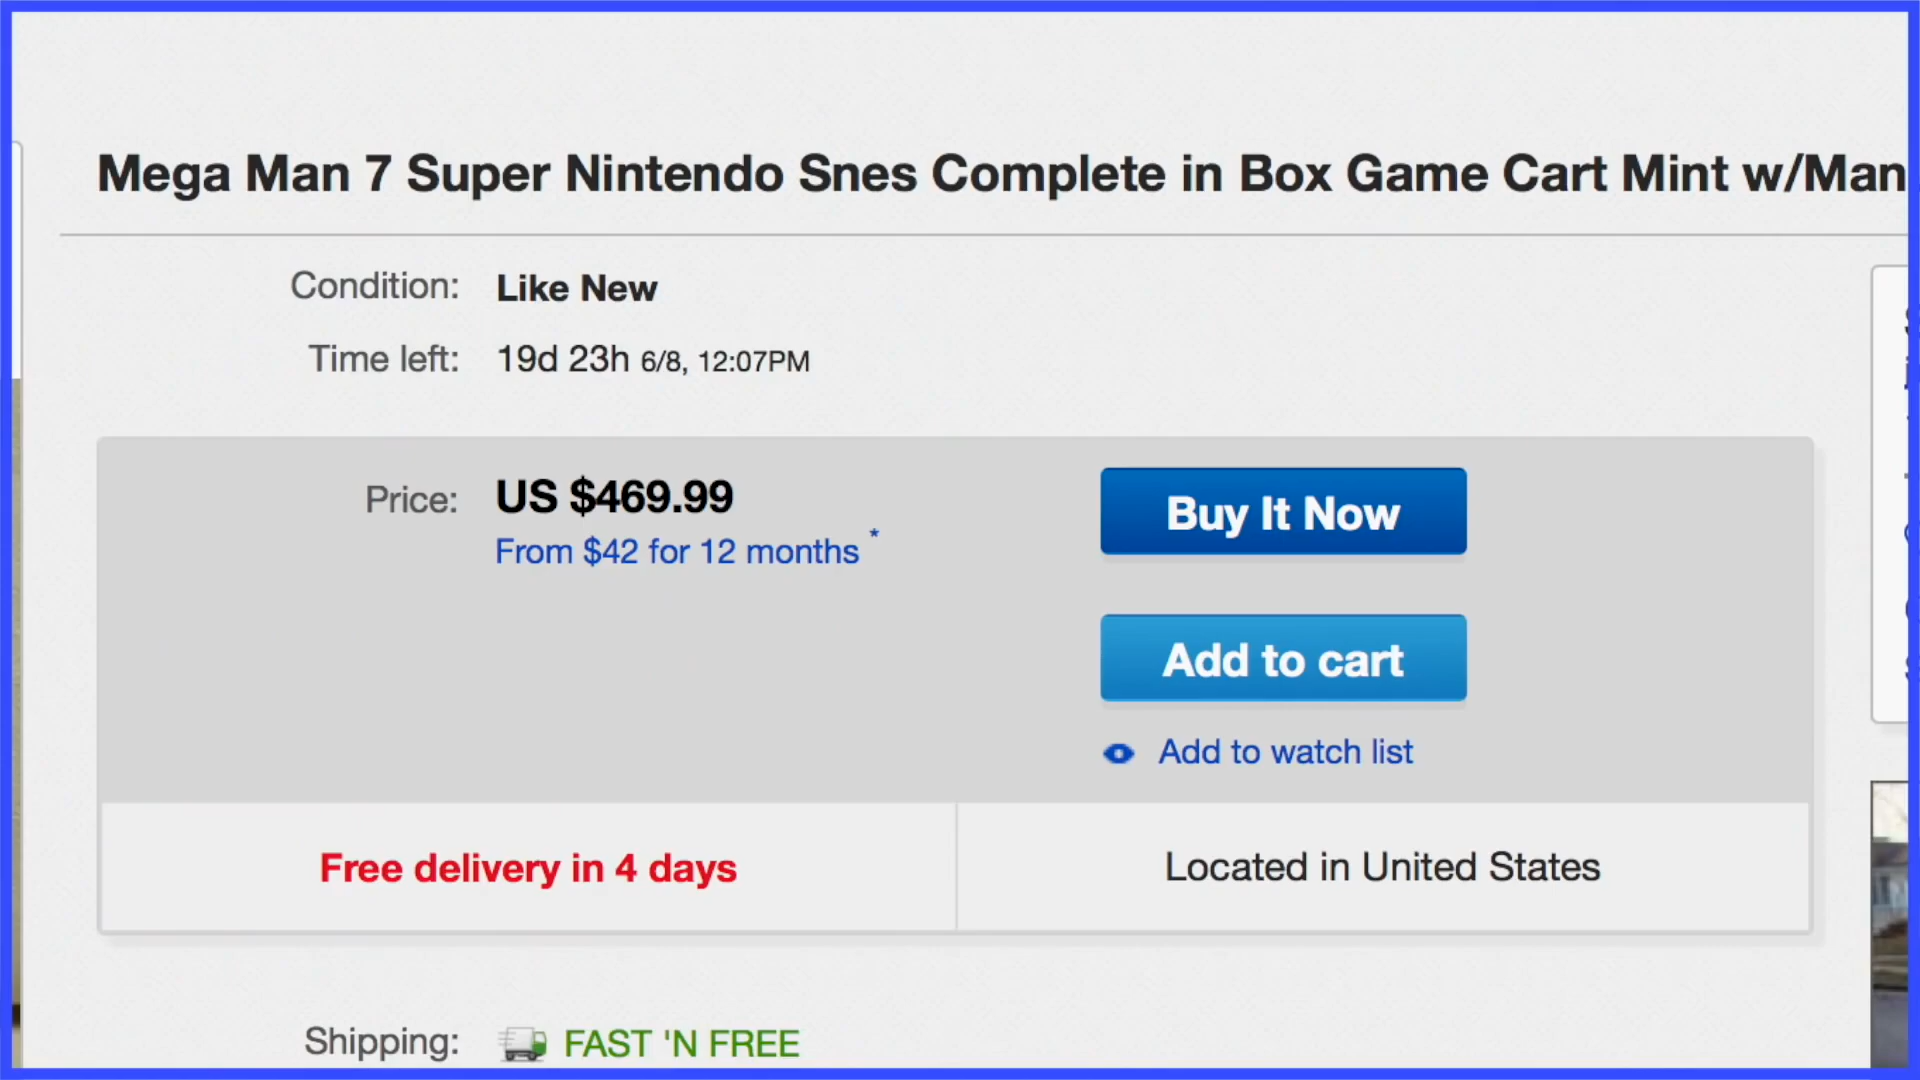 Mega Man 7 Super Nintendo Snes Complete in Box Game Cart Mint w/Man
Condition: Like New
Time left: 19d 23h 6/8, 12:07PM
Price: US $469.99
From $42 for 12 months *
Buy It Now
Add to cart
Add to watch list
Free delivery in 4 days
Located in United States
Shipping: FAST 'N FREE